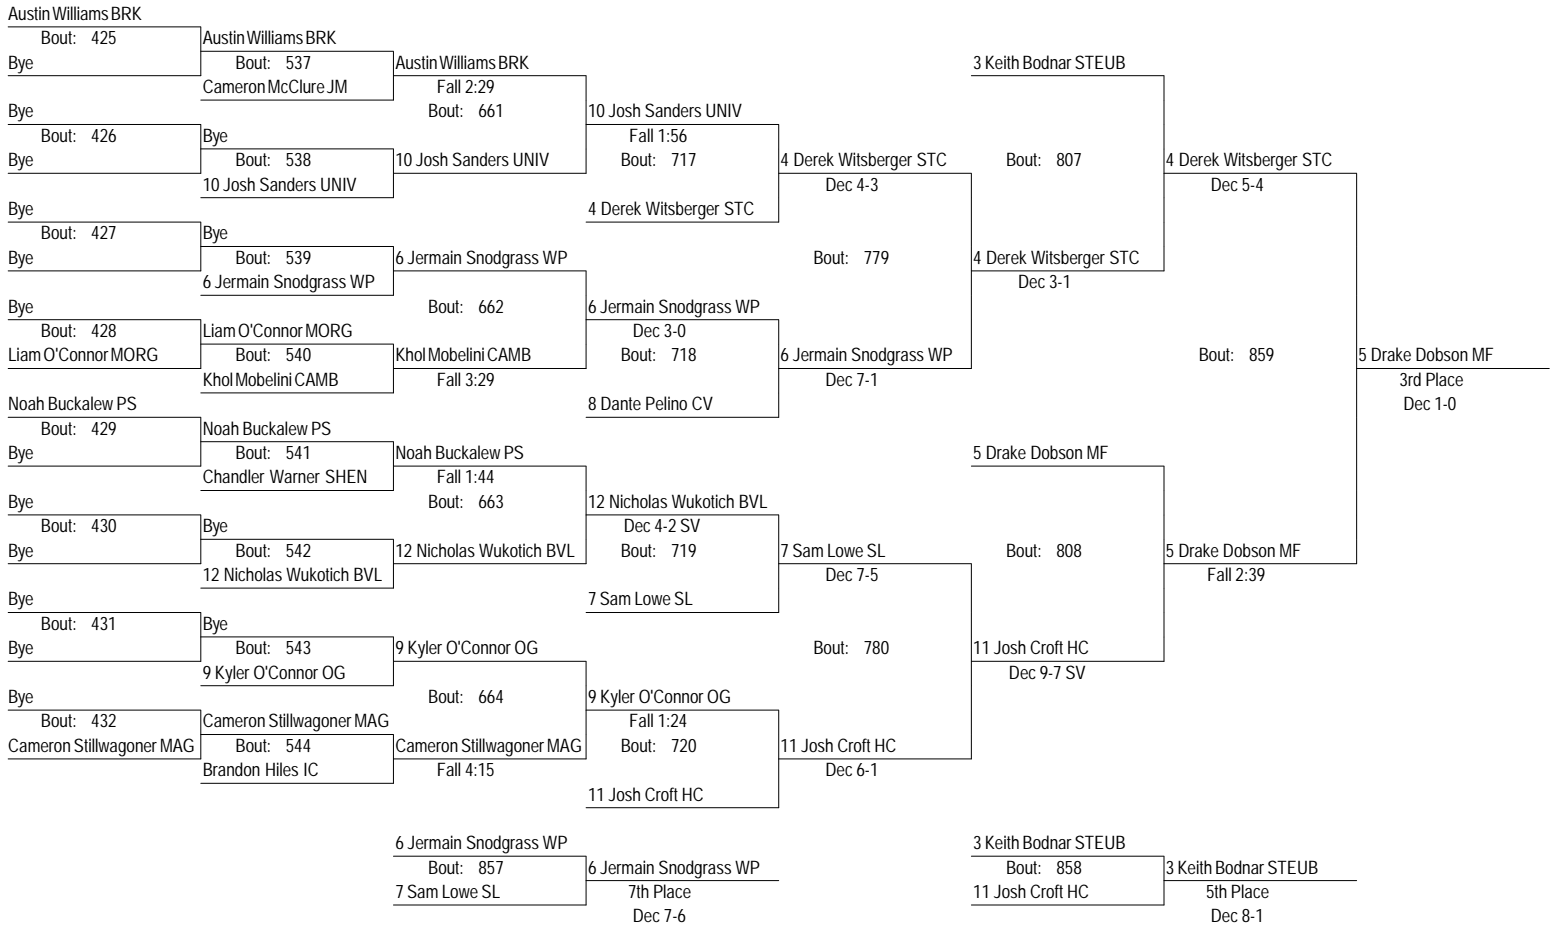 Austin Williams BRK
Bout: 425
Bye
Bye
Bout: 426
Bye
Bye
Bout: 427
Bye
Bye
Bout: 428
Liam O'Connor MORG
Noah Buckalew PS
Bout: 429
Bye
Bye
Bout: 430
Bye
Bye
Bout: 431
Bye
Bye
Bout: 432
Cameron Stillwagoner MAG
Austin Williams BRK
Bout: 537
Cameron McClure JM
Bye
Bout: 538
10 Josh Sanders UNIV
Bye
Bout: 539
6 Jermain Snodgrass WP
Liam O'Connor MORG
Bout: 540
Khol Mobelini CAMB
Noah Buckalew PS
Bout: 541
Chandler Warner SHEN
Bye
Bout: 542
12 Nicholas Wukotich BVL
Bye
Bout: 543
9 Kyler O'Connor OG
Cameron Stillwagoner MAG
Bout: 544
Brandon Hiles IC
Austin Williams BRK
Fall 2:29
Bout: 661
10 Josh Sanders UNIV
6 Jermain Snodgrass WP
Bout: 662
Khol Mobelini CAMB
Fall 3:29
Noah Buckalew PS
Fall 1:44
Bout: 663
12 Nicholas Wukotich BVL
9 Kyler O'Connor OG
Bout: 664
Cameron Stillwagoner MAG
Fall 4:15
10 Josh Sanders UNIV
Fall 1:56
Bout: 717
4 Derek Witsberger STC
6 Jermain Snodgrass WP
Dec 3-0
Bout: 718
8 Dante Pelino CV
12 Nicholas Wukotich BVL
Dec 4-2 SV
Bout: 719
7 Sam Lowe SL
9 Kyler O'Connor OG
Fall 1:24
Bout: 720
11 Josh Croft HC
4 Derek Witsberger STC
Dec 4-3
Bout: 779
6 Jermain Snodgrass WP
Dec 7-1
7 Sam Lowe SL
Dec 7-5
Bout: 780
11 Josh Croft HC
Dec 6-1
3 Keith Bodnar STEUB
Bout: 807
4 Derek Witsberger STC
Dec 3-1
5 Drake Dobson MF
Bout: 808
11 Josh Croft HC
Dec 9-7 SV
4 Derek Witsberger STC
Dec 5-4
Bout: 859
5 Drake Dobson MF
Fall 2:39
5 Drake Dobson MF
3rd Place
Dec 1-0
6 Jermain Snodgrass WP
Bout: 857
7 Sam Lowe SL
6 Jermain Snodgrass WP
7th Place
Dec 7-6
3 Keith Bodnar STEUB
Bout: 858
11 Josh Croft HC
3 Keith Bodnar STEUB
5th Place
Dec 8-1